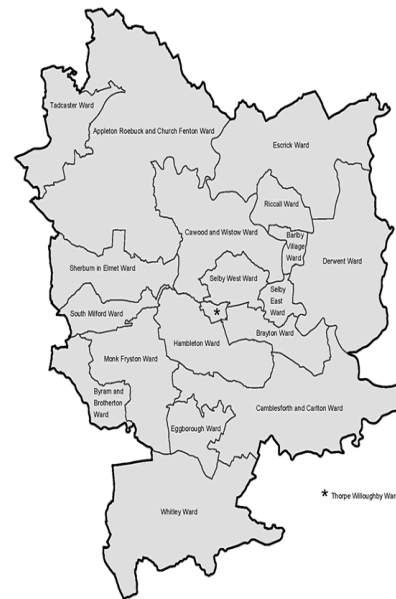 Tadcaster Ward
Appleton Roebuck and Church Fenton Ward
Escrick Ward
Riccall Ward
Cawood and Wistow Ward
Barlby
Village
Ward
Derwent Ward
Sherburn in Elmet Ward
Selby West Ward
Selby
East
Ward
South Milford Ward
*
Brayton Ward
Hambleton Ward
Monk Fryston Ward
Byram and
Brotherton
Ward
Camblesforth and Carlton Ward
Eggborough Ward
* Thorpe Willoughby War
Whitley Ward